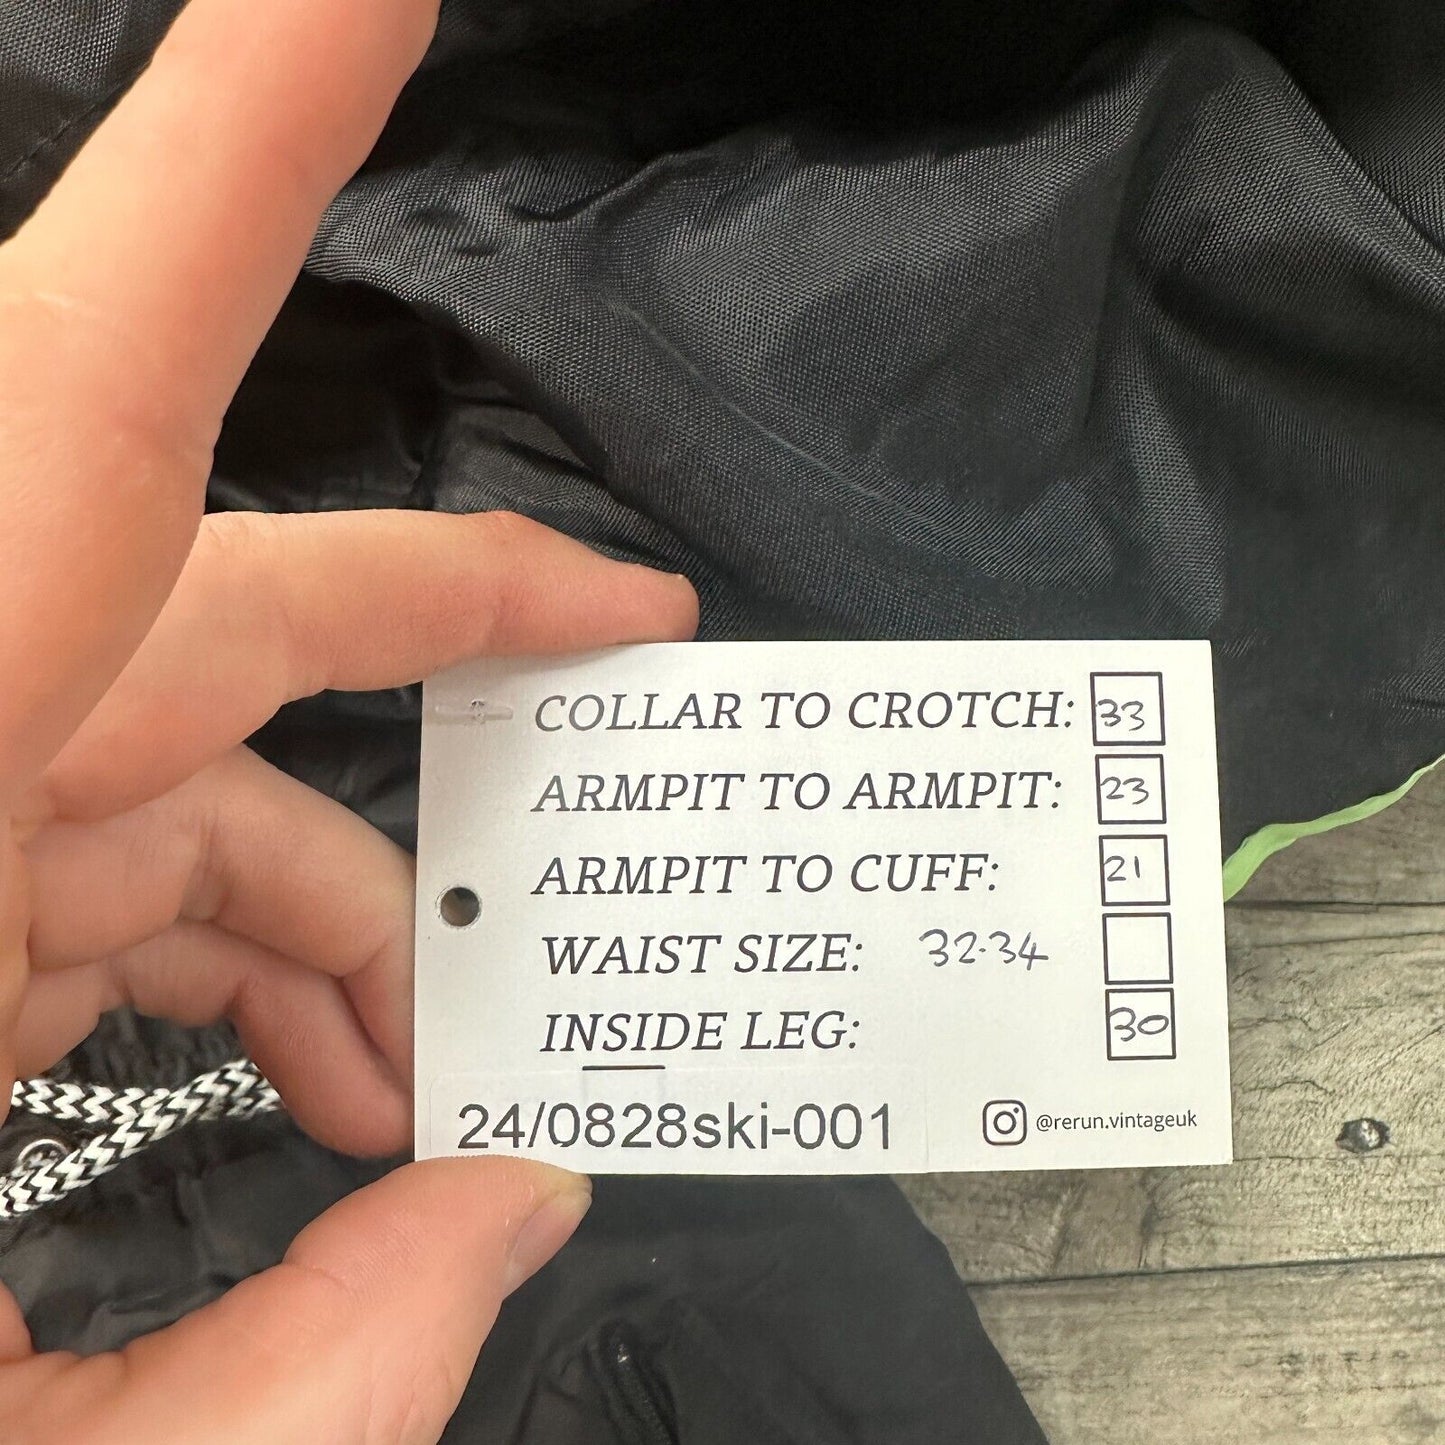 COLLAR TO CROTCH: 33
ARMPIT TO ARMPIT: 23
ARMPIT TO CUFF: 21
WAIST SIZE: 32-34
INSIDE LEG: 30
24/0828ski-001
@rerun.vintageuk